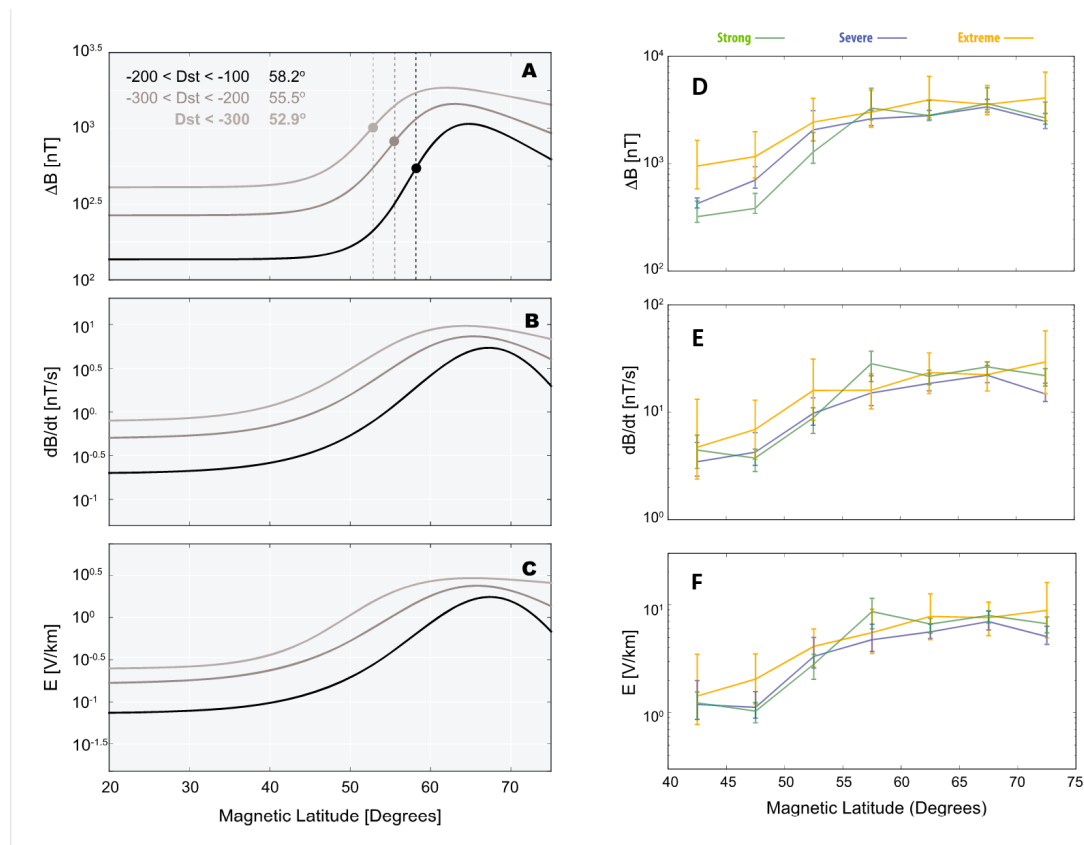 10^3.5
A
-200 < Dst < -100 58.2º
-300 < Dst < -200 55.5º
Dst < -300 52.9º
10^3
ΔB [nT]
10^2.5
10^2
B
10^1
10^0.5
10^0.
10^-0.5
10^-1
dB/dt [nT/s]
C
10^0.5
10^0
10^-0.5
10^-1
10^-1.5
E [V/km]
20 30 40 50 60 70
Magnetic Latitude [Degrees]
Strong Severe Extreme
10^4
D
10^3
10^2
ΔB [nT]
10^2
E
10^1
10^0
dB/dt [nT/s]
F
10^1
10^0
E [V/km]
40 45 50 55 60 65 70 75
Magnetic Latitude (Degrees)